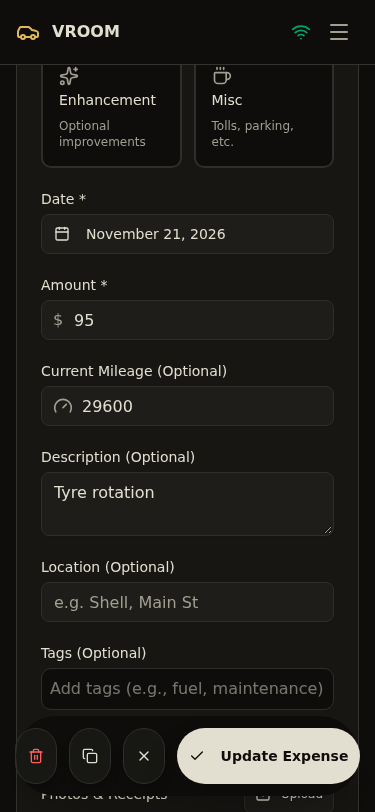 VROOM
Enhancement
Optional
improvements
Misc
Tolls, parking,
etc.
Date *
November 21, 2026
Amount *
$ 95
Current Mileage (Optional)
29600
Description (Optional)
Tyre rotation
Location (Optional)
e.g. Shell, Main St
Tags (Optional)
Add tags (e.g., fuel, maintenance)
Update Expense
Photos & Receipts
Upload